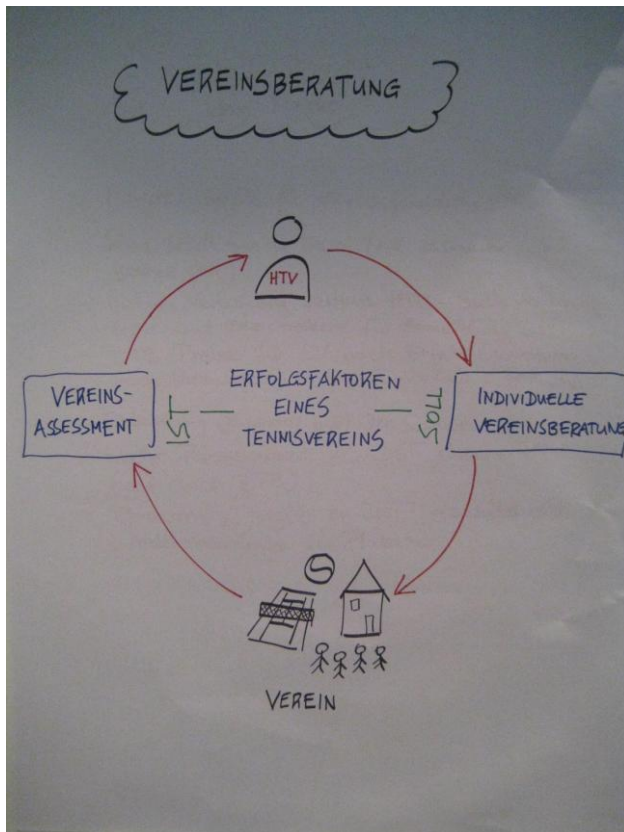 VEREINSBERATUNG
HTV
VEREINS-
ASSESSMENT
IST
ERFOLGSFAKTOREN
EINES
TENNISVEREINS
SOLL
INDIVIDUELLE
VEREINSBERATUNG
VEREIN